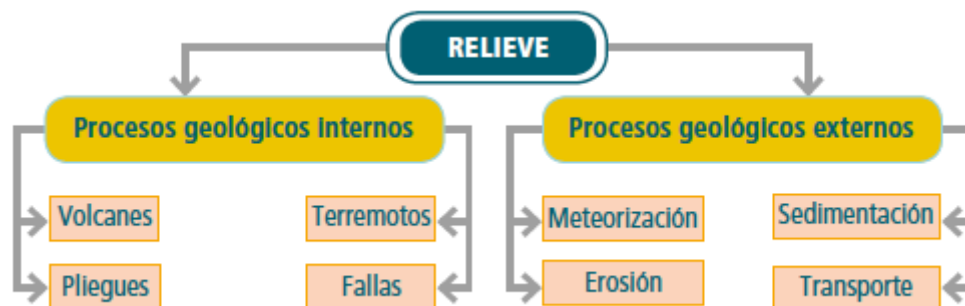 RELIEVE
Procesos geológicos internos
Volcanes
Terremotos
Pliegues
Fallas
Procesos geológicos externos
Meteorización
Sedimentación
Erosión
Transporte